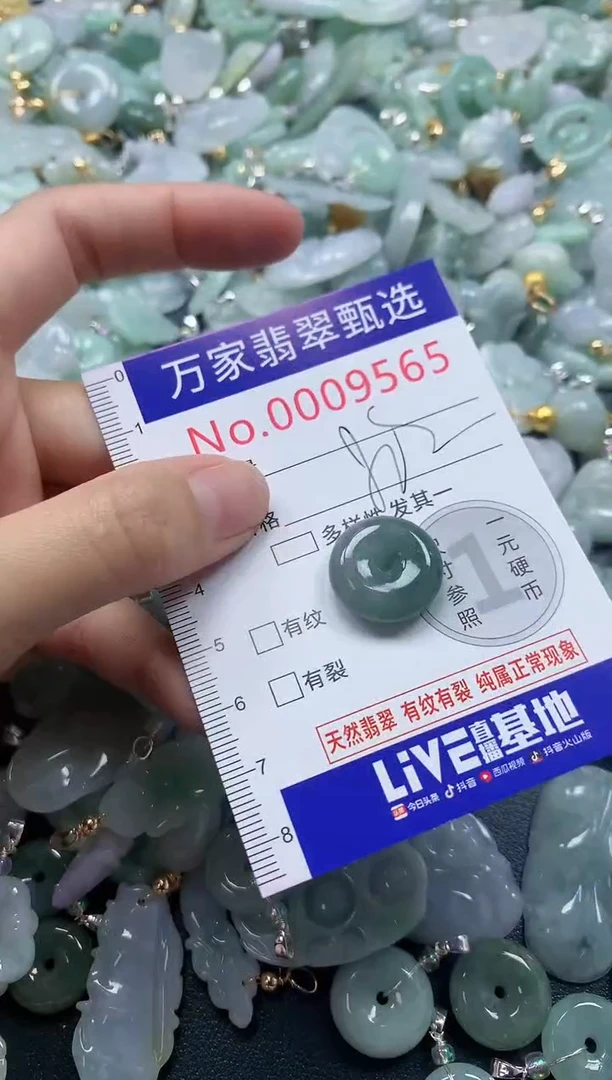 0
万家翡翠甄选
1
No.0009565
格
□多样性 发其一
4
一元硬币
1
寸参照
5
□有纹
6
□有裂
天然翡翠 有纹有裂 纯属正常现象
7
LiVE直播基地
8
今日头条 抖音 西瓜视频 抖音火山版